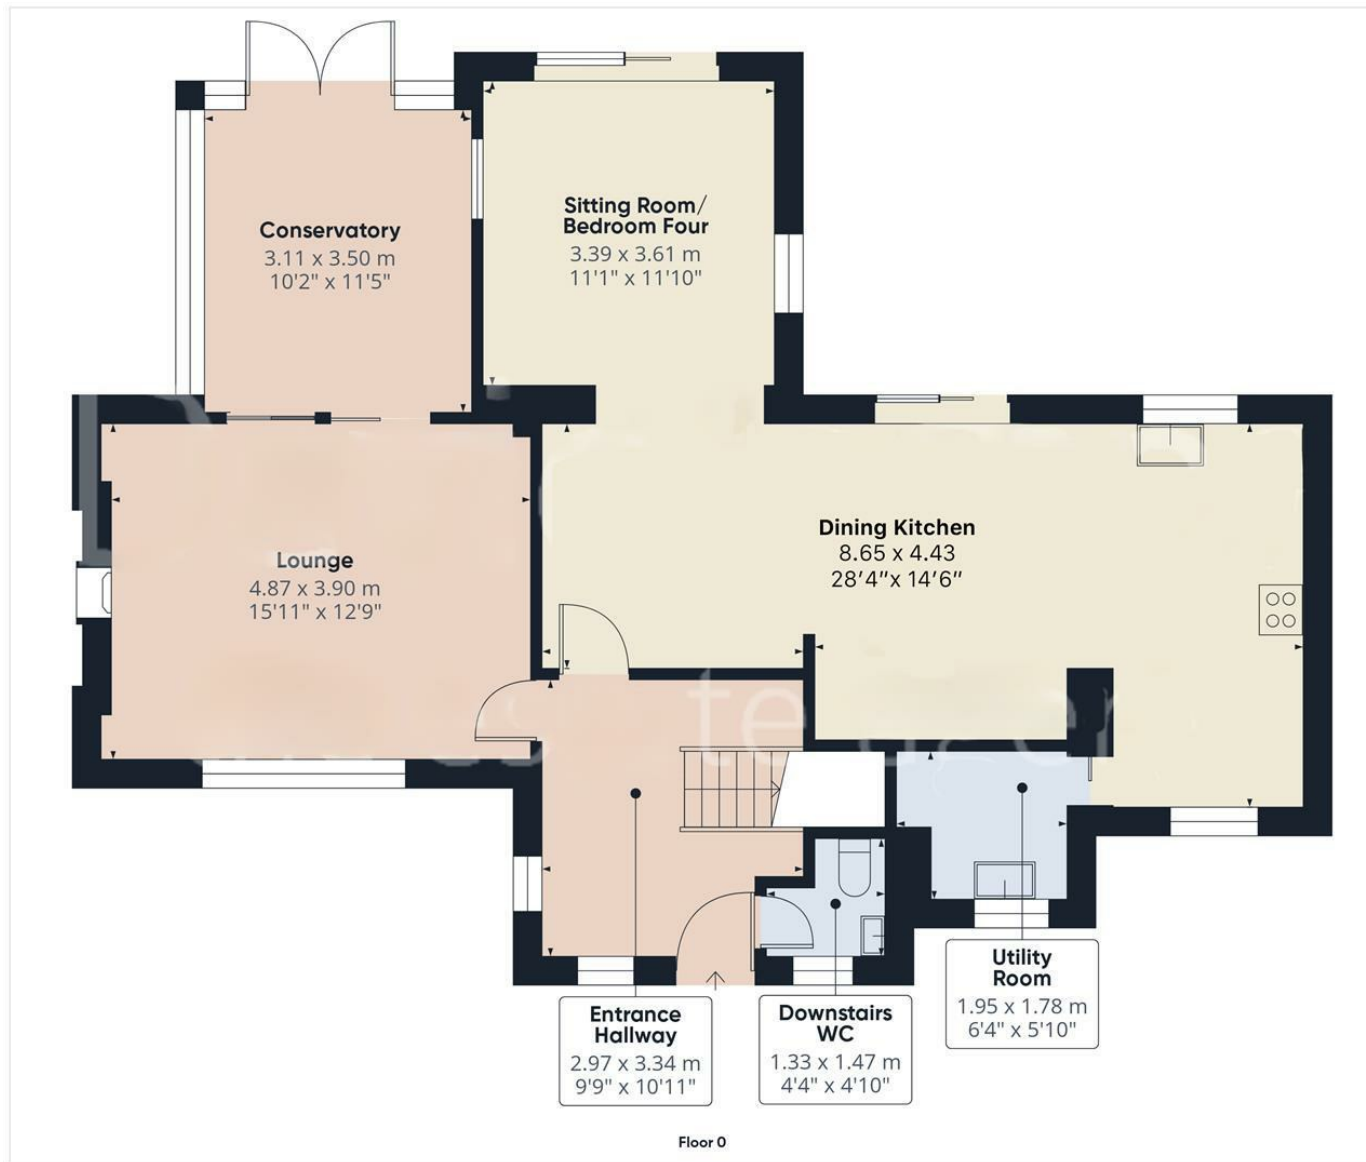 Conservatory
3.11 x 3.50 m
10'2" x 11'5"
Sitting Room/
Bedroom Four
3.39 x 3.61 m
11'1" x 11'10"
Dining Kitchen
8.65 x 4.43
28'4"x 14'6"
Lounge
4.87 x 3.90 m
15'11" x 12'9"
Entrance
Hallway
2.97 x 3.34 m
9'9" x 10'11"
Downstairs
WC
1.33 x 1.47 m
4'4" x 4'10"
Utility
Room
1.95 x 1.78 m
6'4" x 5'10"
Floor 0